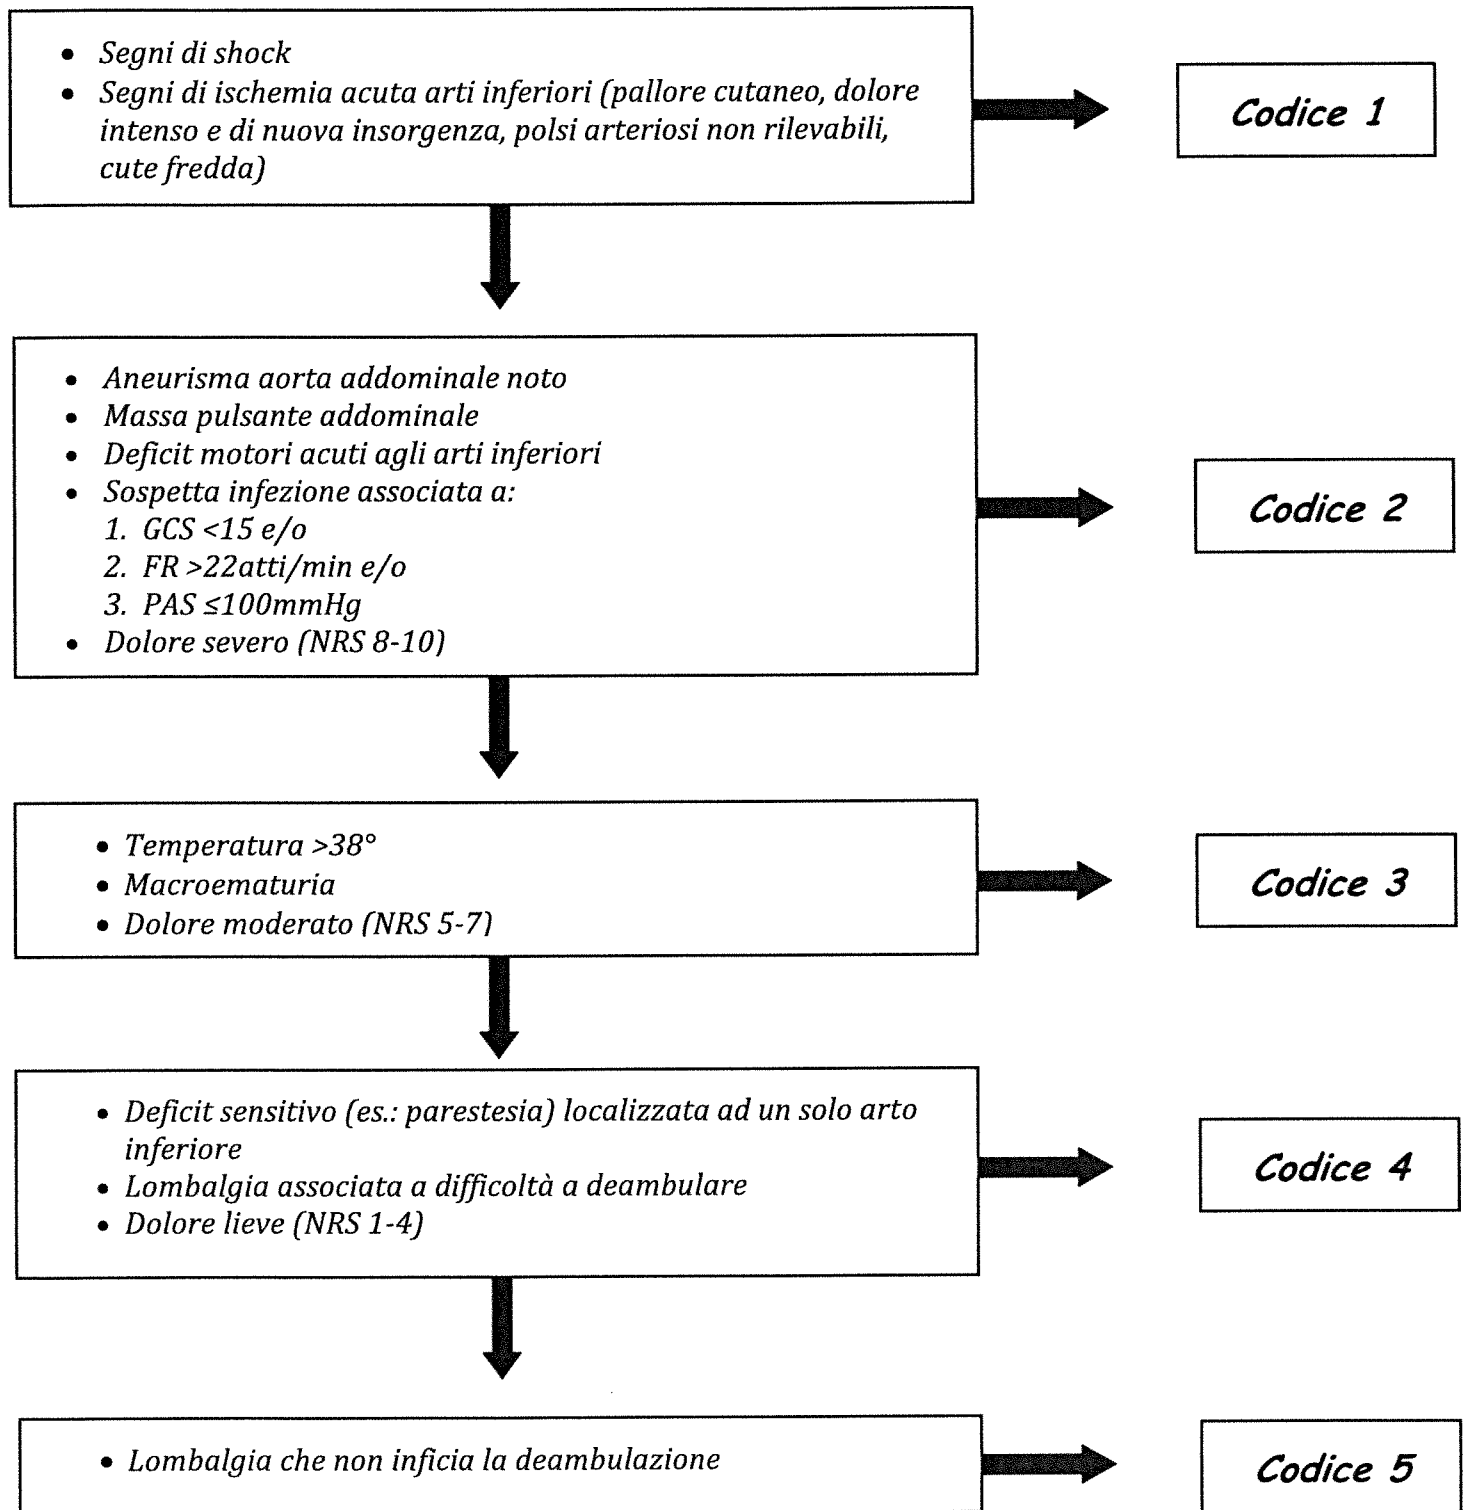 • Segni di shock
• Segni di ischemia acuta arti inferiori (pallore cutaneo, dolore
intenso e di nuova insorgenza, polsi arteriosi non rilevabili,
cute fredda)
Codice 1
• Aneurisma aorta addominale noto
• Massa pulsante addominale
• Deficit motori acuti agli arti inferiori
• Sospetta infezione associata a:
1. GCS <15 e/o
2. FR >22atti/min e/o
3. PAS ≤100mmHg
• Dolore severo (NRS 8-10)
Codice 2
• Temperatura >38°
• Macroematuria
• Dolore moderato (NRS 5-7)
Codice 3
• Deficit sensitivo (es.: parestesia) localizzata ad un solo arto
inferiore
• Lombalgia associata a difficoltà a deambulare
• Dolore lieve (NRS 1-4)
Codice 4
• Lombalgia che non inficia la deambulazione
Codice 5